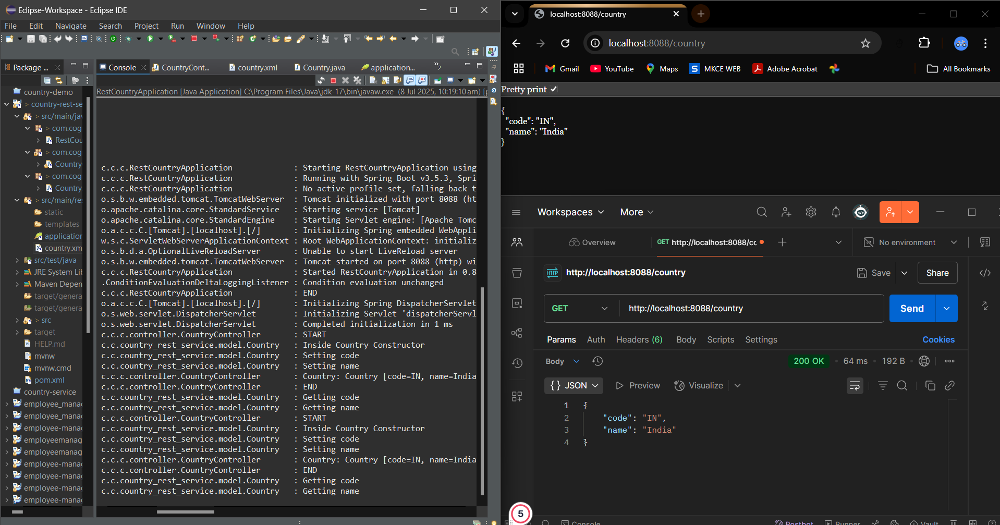 Eclipse-Workspace - Eclipse IDE
File Edit Navigate Search Project Run Window Help
Package ...
Console
CountryCont...
country.xml
Country.java
application...
RestCountryApplication [Java Application] C:\Program Files\Java\jdk-17\bin\javaw.exe (8 Jul 2025, 10:19:10 am) [p
country-demo
> country-rest-se
> src/main/jav
> com.cog
RestCou
> com.cog
Country
> com.cog
Country
> src/main/res
static
templates
application
country.xm
src/test/java
JRE System Lib
Maven Depen
target/genera
target/genera
> src
target
HELP.md
mvnw
mvnw.cmd
pom.xml
country-service
employee_manag
employee_manag
employee-manag
employeemanag
employeemanag
employee-manag
employee-manag
employee-manag
employee-manag
c.c.c.RestCountryApplication : Starting RestCountryApplication using
c.c.c.RestCountryApplication : Running with Spring Boot v3.5.3, Spri
c.c.c.RestCountryApplication : No active profile set, falling back t
o.s.b.w.embedded.tomcat.TomcatWebServer : Tomcat initialized with port 8088 (ht
o.apache.catalina.core.StandardService : Starting service [Tomcat]
o.apache.catalina.core.StandardEngine : Starting Servlet engine: [Apache Tomc
o.a.c.c.C.[Tomcat].[localhost].[/] : Initializing Spring embedded WebAppli
w.s.c.ServletWebServerApplicationContext : Root WebApplicationContext: initializ
o.s.b.d.a.OptionalLiveReloadServer : Unable to start LiveReload server
o.s.b.w.embedded.tomcat.TomcatWebServer : Tomcat started on port 8088 (http) wi
c.c.c.RestCountryApplication : Started RestCountryApplication in 0.8
.ConditionEvaluationDeltaLoggingListener : Condition evaluation unchanged
c.c.c.RestCountryApplication : END
o.a.c.c.C.[Tomcat].[localhost].[/] : Initializing Spring DispatcherServlet
o.s.web.servlet.DispatcherServlet : Initializing Servlet 'dispatcherServl
o.s.web.servlet.DispatcherServlet : Completed initialization in 1 ms
c.c.c.controller.CountryController : START
c.c.country_rest_service.model.Country : Inside Country Constructor
c.c.country_rest_service.model.Country : Setting code
c.c.country_rest_service.model.Country : Setting name
c.c.c.controller.CountryController : Country: Country [code=IN, name=India
c.c.c.controller.CountryController : END
c.c.country_rest_service.model.Country : Getting code
c.c.country_rest_service.model.Country : Getting name
c.c.c.controller.CountryController : START
c.c.country_rest_service.model.Country : Inside Country Constructor
c.c.country_rest_service.model.Country : Setting code
c.c.country_rest_service.model.Country : Setting name
c.c.c.controller.CountryController : Country: Country [code=IN, name=India
c.c.c.controller.CountryController : END
c.c.country_rest_service.model.Country : Getting code
c.c.country_rest_service.model.Country : Getting name
localhost:8088/country
localhost:8088/country
Gmail YouTube Maps MKCE WEB Adobe Acrobat All Bookmarks
Pretty print
{
"code": "IN",
"name": "India"
}
Workspaces More
Overview
GET http://localhost:8088/cc
No environment
HTTP http://localhost:8088/country
Save Share
GET http://localhost:8088/country
Send
Params Auth Headers (6) Body Scripts Settings Cookies
Body 200 OK 64 ms 192 B
{} JSON Preview Visualize
1 {
2 "code": "IN",
3 "name": "India"
4 }
5
Console
Postbot Runner Vault